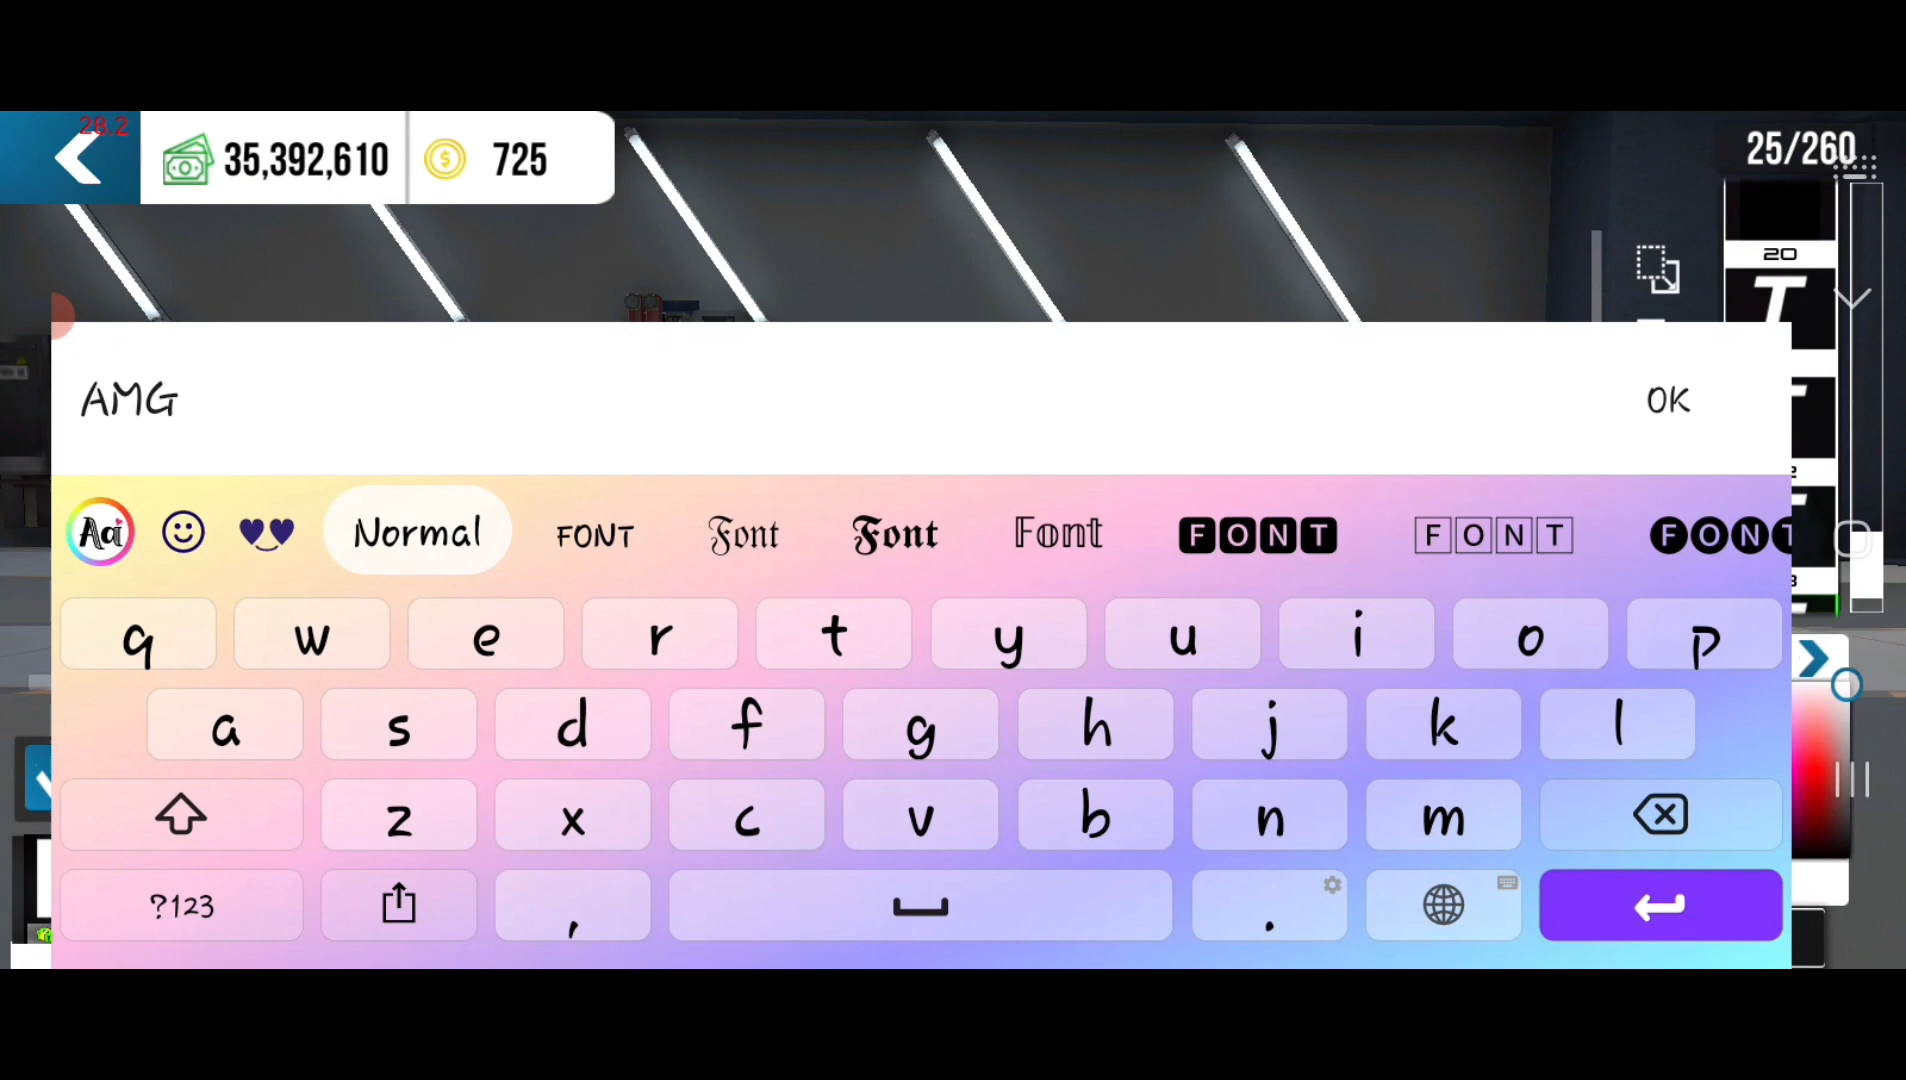 28.2
35,392,610
725
25/260
20
T
AMG
OK
Aa
Normal
FONT
Font
Font
Font
FONT
FONT
FONT
q w e r t y u i o p
a s d f g h j k l
z x c v b n m
?123
,
.